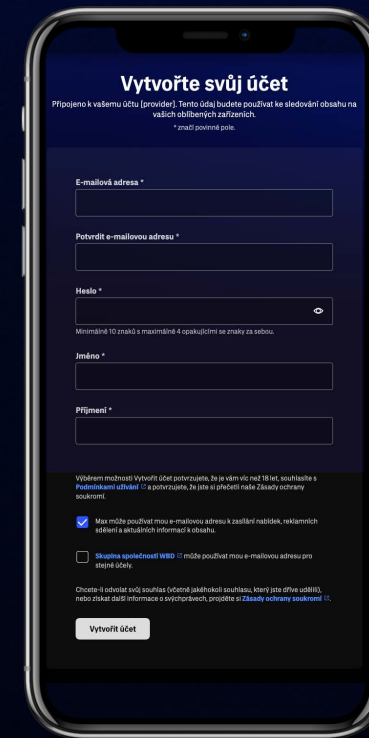 Vytvořte svůj účet
Připojeno k vašemu účtu [provider]. Tento údaj budete používat ke sledování obsahu na
vašich oblíbených zařízeních.
* značí povinné pole.
E-mailová adresa *
Potvrdit e-mailovou adresu *
Heslo *
Minimálně 10 znaků s maximálně 4 opakujícími se znaky za sebou.
Jméno *
Příjmení *
Výběrem možnosti Vytvořit účet potvrzujete, že je vám víc než 18 let, souhlasíte s
Podmínkami užívání a potvrzujete, že jste si přečetli naše Zásady ochrany
soukromí.
Max může používat mou e-mailovou adresu k zasílání nabídek, reklamních
sdělení a aktuálních informací k obsahu.
Skupina společností WBD může používat mou e-mailovou adresu pro
stejné účely.
Chcete-li odvolat svůj souhlas (včetně jakéhokoli souhlasu, který jste dříve udělili),
nebo získat další informace o svýchprávech, projděte si Zásady ochrany soukromí.
Vytvořit účet